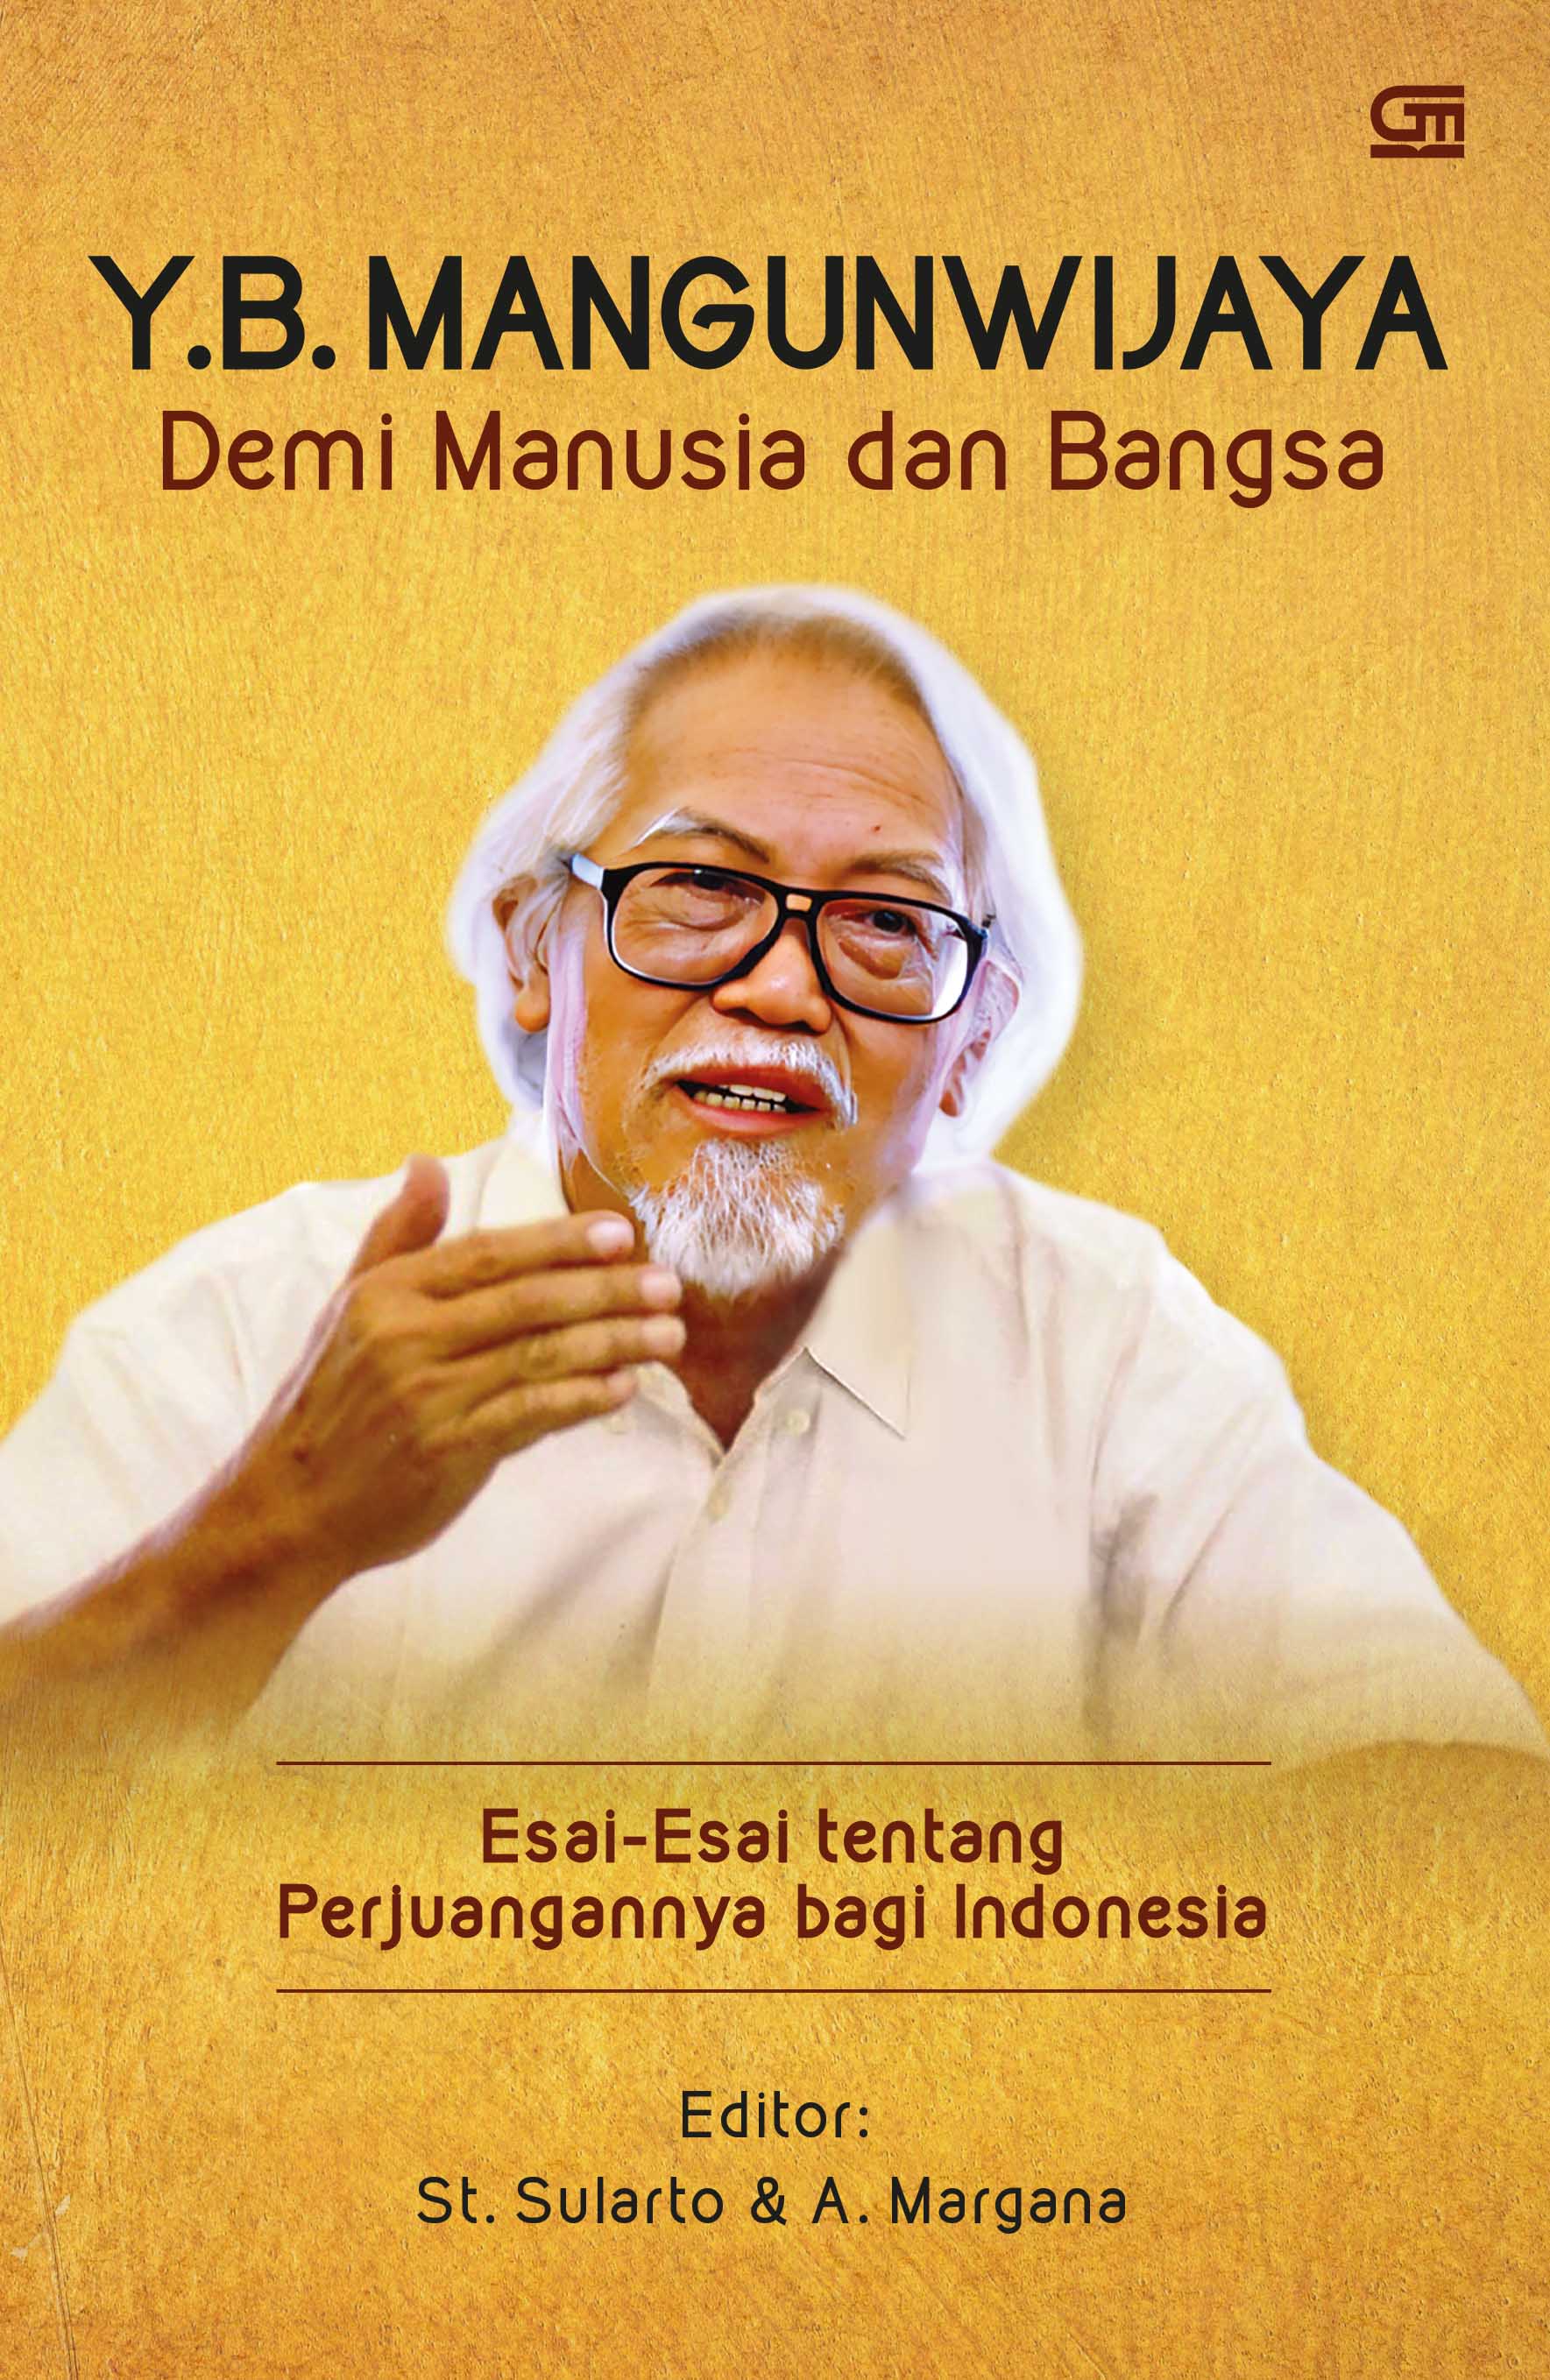 Y.B. MANGUNWIJAYA
Demi Manusia dan Bangsa
Esai-Esai tentang
Perjuangannya bagi Indonesia
Editor:
St. Sularto & A. Margana